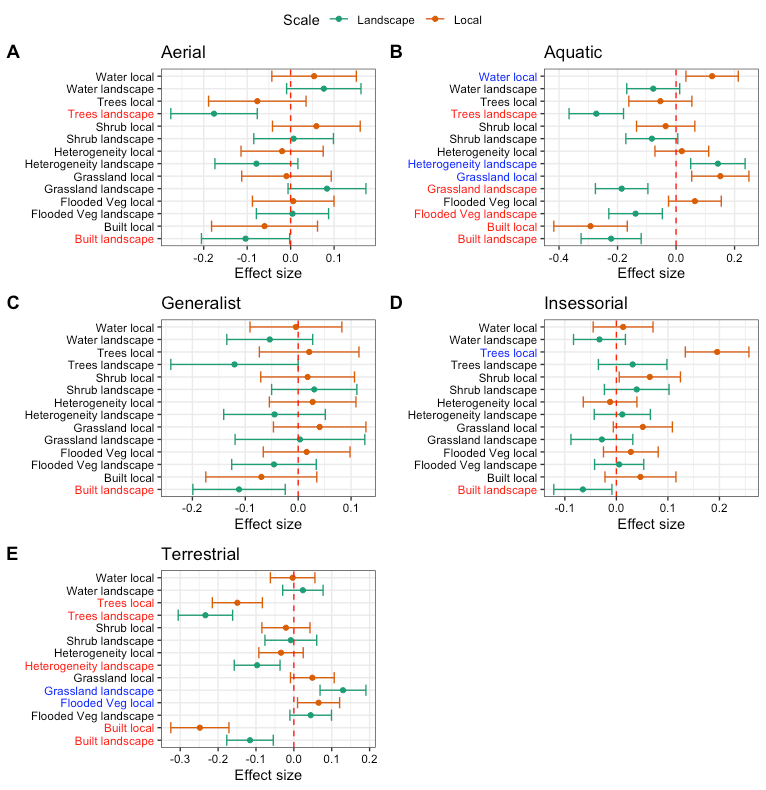 Scale Landscape Local
A Aerial
Water local
Water landscape
Trees local
Trees landscape
Shrub local
Shrub landscape
Heterogeneity local
Heterogeneity landscape
Grassland local
Grassland landscape
Flooded Veg local
Flooded Veg landscape
Built local
Built landscape
-0.2 -0.1 0.0 0.1
Effect size
B Aquatic
Water local
Water landscape
Trees local
Trees landscape
Shrub local
Shrub landscape
Heterogeneity local
Heterogeneity landscape
Grassland local
Grassland landscape
Flooded Veg local
Flooded Veg landscape
Built local
Built landscape
-0.4 -0.2 0.0 0.2
Effect size
C Generalist
Water local
Water landscape
Trees local
Trees landscape
Shrub local
Shrub landscape
Heterogeneity local
Heterogeneity landscape
Grassland local
Grassland landscape
Flooded Veg local
Flooded Veg landscape
Built local
Built landscape
-0.2 -0.1 0.0 0.1
Effect size
D Insessorial
Water local
Water landscape
Trees local
Trees landscape
Shrub local
Shrub landscape
Heterogeneity local
Heterogeneity landscape
Grassland local
Grassland landscape
Flooded Veg local
Flooded Veg landscape
Built local
Built landscape
-0.1 0.0 0.1 0.2
Effect size
E Terrestrial
Water local
Water landscape
Trees local
Trees landscape
Shrub local
Shrub landscape
Heterogeneity local
Heterogeneity landscape
Grassland local
Grassland landscape
Flooded Veg local
Flooded Veg landscape
Built local
Built landscape
-0.3 -0.2 -0.1 0.0 0.1 0.2
Effect size